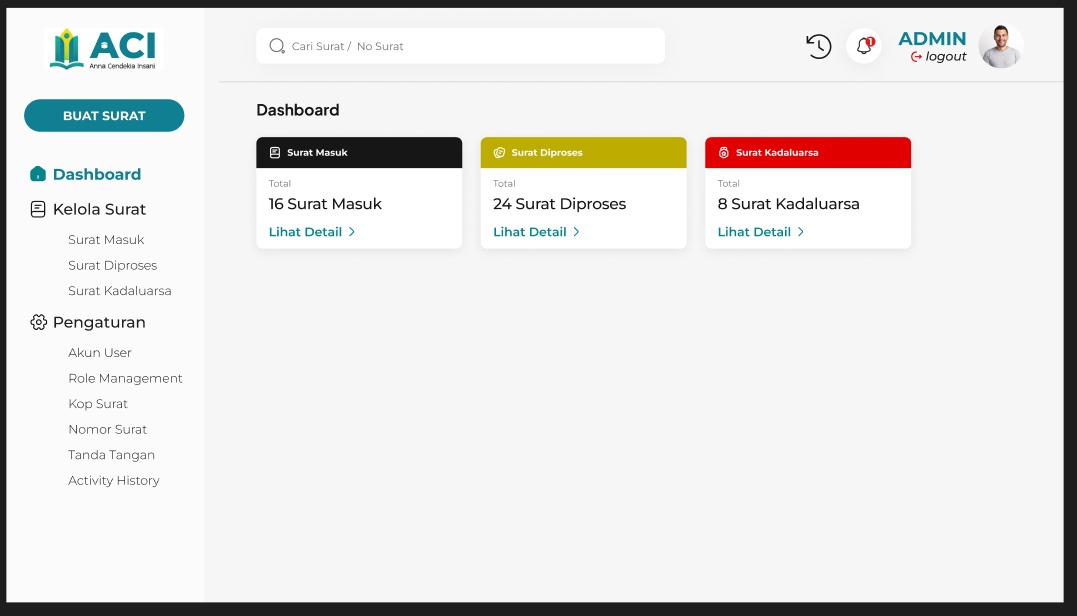 ACI
Anna Cendekia Insani
Cari Surat / No Surat
1
ADMIN
logout
BUAT SURAT
Dashboard
Kelola Surat
Surat Masuk
Surat Diproses
Surat Kadaluarsa
Pengaturan
Akun User
Role Management
Kop Surat
Nomor Surat
Tanda Tangan
Activity History
Dashboard
Surat Masuk
Total
16 Surat Masuk
Lihat Detail
Surat Diproses
Total
24 Surat Diproses
Lihat Detail
Surat Kadaluarsa
Total
8 Surat Kadaluarsa
Lihat Detail